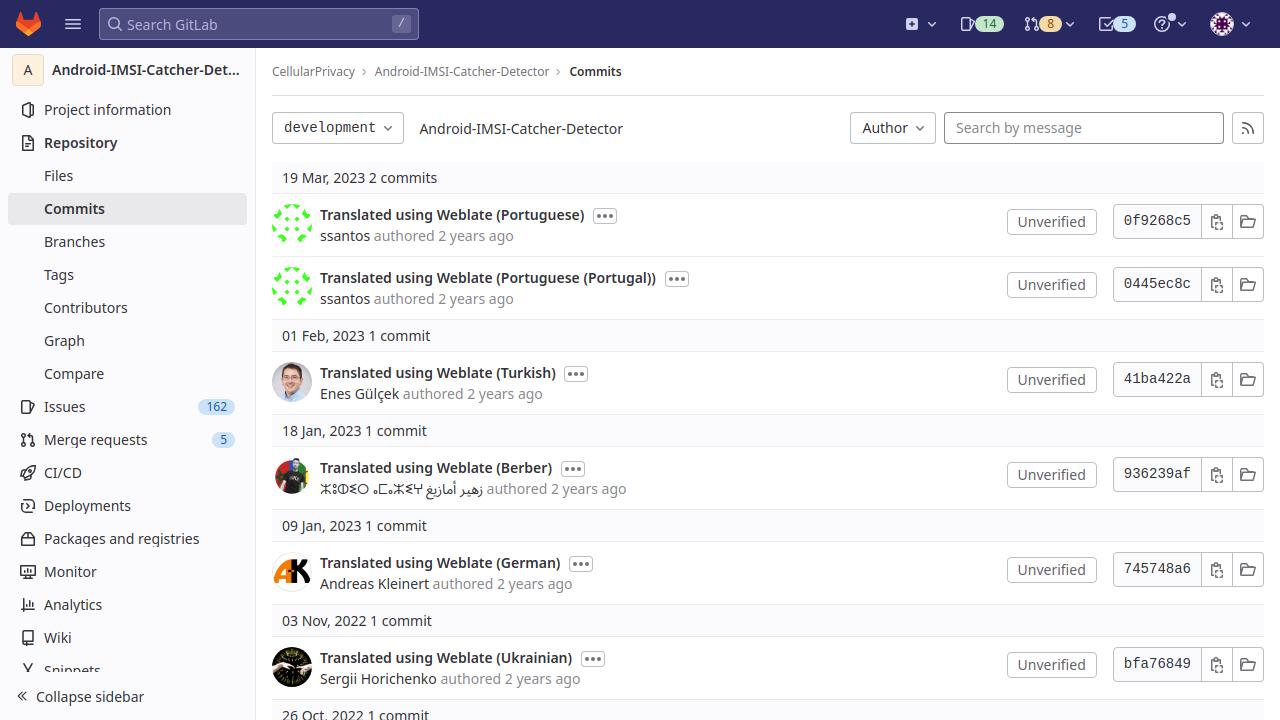 Search GitLab
/
14
8
5
A
Android-IMSI-Catcher-Det...
Project information
Repository
Files
Commits
Branches
Tags
Contributors
Graph
Compare
Issues
162
Merge requests
5
CI/CD
Deployments
Packages and registries
Monitor
Analytics
Wiki
Snippets
Collapse sidebar
CellularPrivacy
Android-IMSI-Catcher-Detector
Commits
development
Android-IMSI-Catcher-Detector
Author
Search by message
19 Mar, 2023 2 commits
Translated using Weblate (Portuguese)
ssantos authored 2 years ago
Unverified
0f9268c5
Translated using Weblate (Portuguese (Portugal))
ssantos authored 2 years ago
Unverified
0445ec8c
01 Feb, 2023 1 commit
Translated using Weblate (Turkish)
Enes Gülçek authored 2 years ago
Unverified
41ba422a
18 Jan, 2023 1 commit
Translated using Weblate (Berber)
ⵣⵓⵀⵉⵔ ⴰⵎⴰⵣⵉⵖ زهير أمازيغ authored 2 years ago
Unverified
936239af
09 Jan, 2023 1 commit
Translated using Weblate (German)
Andreas Kleinert authored 2 years ago
Unverified
745748a6
03 Nov, 2022 1 commit
Translated using Weblate (Ukrainian)
Sergii Horichenko authored 2 years ago
Unverified
bfa76849
26 Oct, 2022 1 commit